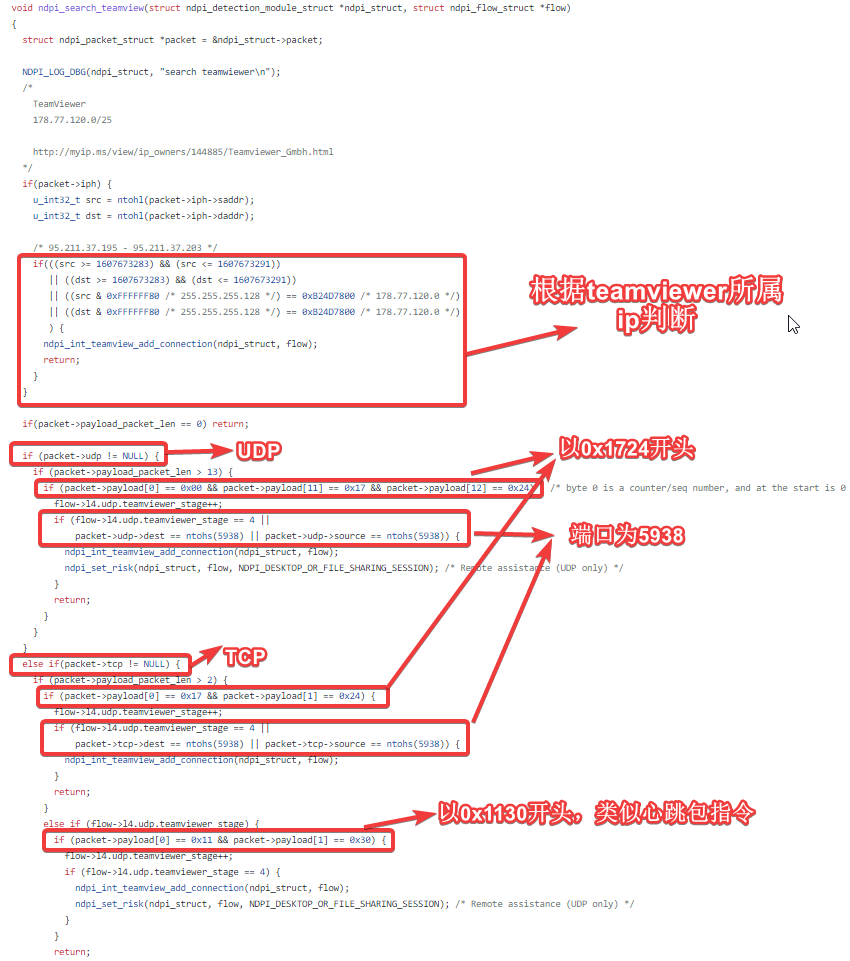 void ndpi_search_teamview(struct ndpi_detection_module_struct *ndpi_struct, struct ndpi_flow_struct *flow)
{
  struct ndpi_packet_struct *packet = &ndpi_struct->packet;

  NDPI_LOG_DBG(ndpi_struct, "search teamwiewer\n");
  /*
    TeamViewer
    178.77.120.0/25

    http://myip.ms/view/ip_owners/144885/Teamviewer_Gmbh.html
  */
  if(packet->iph) {
    u_int32_t src = ntohl(packet->iph->saddr);
    u_int32_t dst = ntohl(packet->iph->daddr);

    /* 95.211.37.195 - 95.211.37.203 */
    if(((src >= 1607673283) && (src <= 1607673291))
       || ((dst >= 1607673283) && (dst <= 1607673291))
       || ((src & 0xFFFFFF80 /* 255.255.255.128 */) == 0xB24D7800 /* 178.77.120.0 */)
       || ((dst & 0xFFFFFF80 /* 255.255.255.128 */) == 0xB24D7800 /* 178.77.120.0 */)
       ) {
      ndpi_int_teamview_add_connection(ndpi_struct, flow);
      return;
    }
  }
根据teamviewer所属
ip判断

  if(packet->payload_packet_len == 0) return;

  if (packet->udp != NULL) {
UDP
    if (packet->payload_packet_len > 13) {
      if (packet->payload[0] == 0x00 && packet->payload[11] == 0x17 && packet->payload[12] == 0x24) /* byte 0 is a counter/seq number, and at the start is 0
以0x1724开头
        flow->l4.udp.teamviewer_stage++;
        if (flow->l4.udp.teamviewer_stage == 4 ||
            packet->udp->dest == ntohs(5938) || packet->udp->source == ntohs(5938)) {
端口为5938
          ndpi_int_teamview_add_connection(ndpi_struct, flow);
          ndpi_set_risk(ndpi_struct, flow, NDPI_DESKTOP_OR_FILE_SHARING_SESSION); /* Remote assistance (UDP only) */
        }
        return;
      }
    }
  }
  else if(packet->tcp != NULL) {
TCP
    if (packet->payload_packet_len > 2) {
      if (packet->payload[0] == 0x17 && packet->payload[1] == 0x24) {
        flow->l4.udp.teamviewer_stage++;
        if (flow->l4.udp.teamviewer_stage == 4 ||
            packet->tcp->dest == ntohs(5938) || packet->tcp->source == ntohs(5938)) {
          ndpi_int_teamview_add_connection(ndpi_struct, flow);
        }
        return;
      }
      else if (flow->l4.udp.teamviewer_stage) {
        if (packet->payload[0] == 0x11 && packet->payload[1] == 0x30) {
以0x1130开头，类似心跳包指令
          flow->l4.udp.teamviewer_stage++;
          if (flow->l4.udp.teamviewer_stage == 4) {
            ndpi_int_teamview_add_connection(ndpi_struct, flow);
            ndpi_set_risk(ndpi_struct, flow, NDPI_DESKTOP_OR_FILE_SHARING_SESSION); /* Remote assistance (UDP only) */
          }
        }
        return;